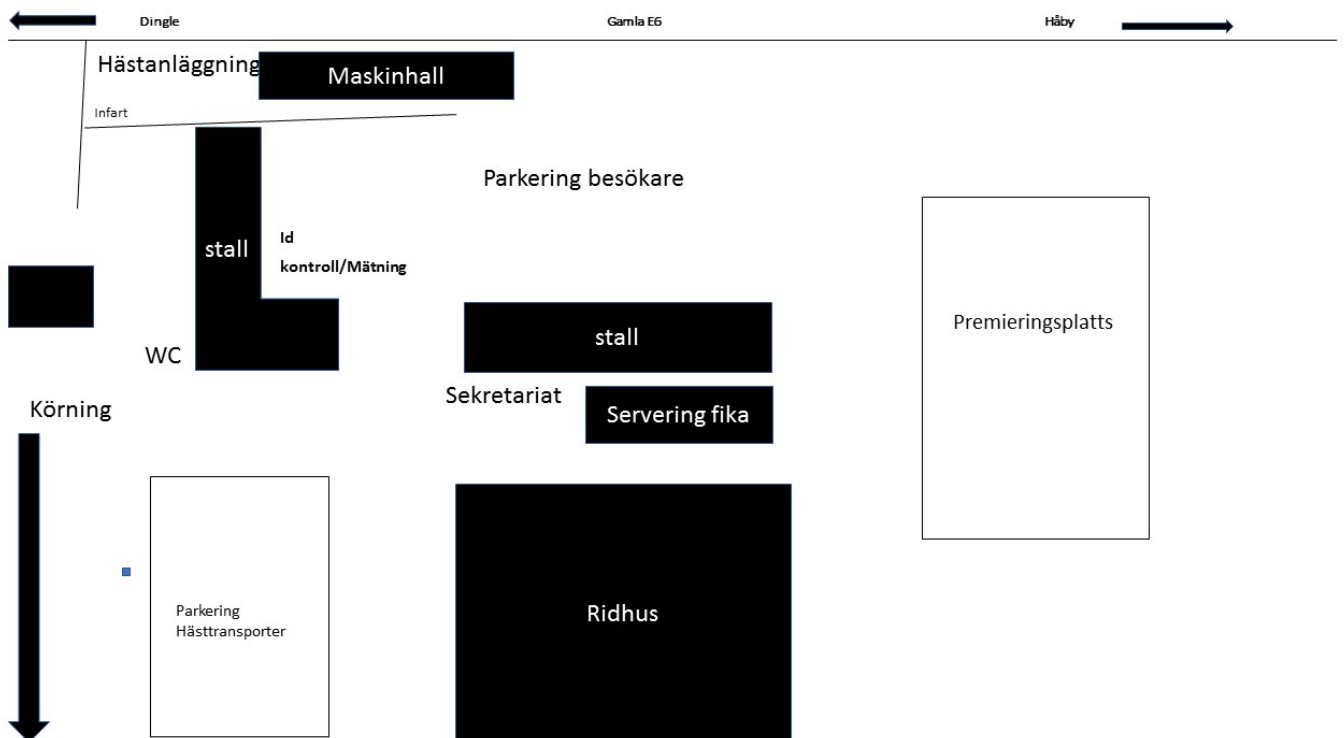 Dingle
Gamla E6
Håby
Hästanläggning
Maskinhall
Infart
Parkering besökare
stall
Id
kontroll/Mätning
Premieringsplatts
stall
WC
Sekretariat
Servering fika
Körning
Parkering
Hästtransporter
Ridhus